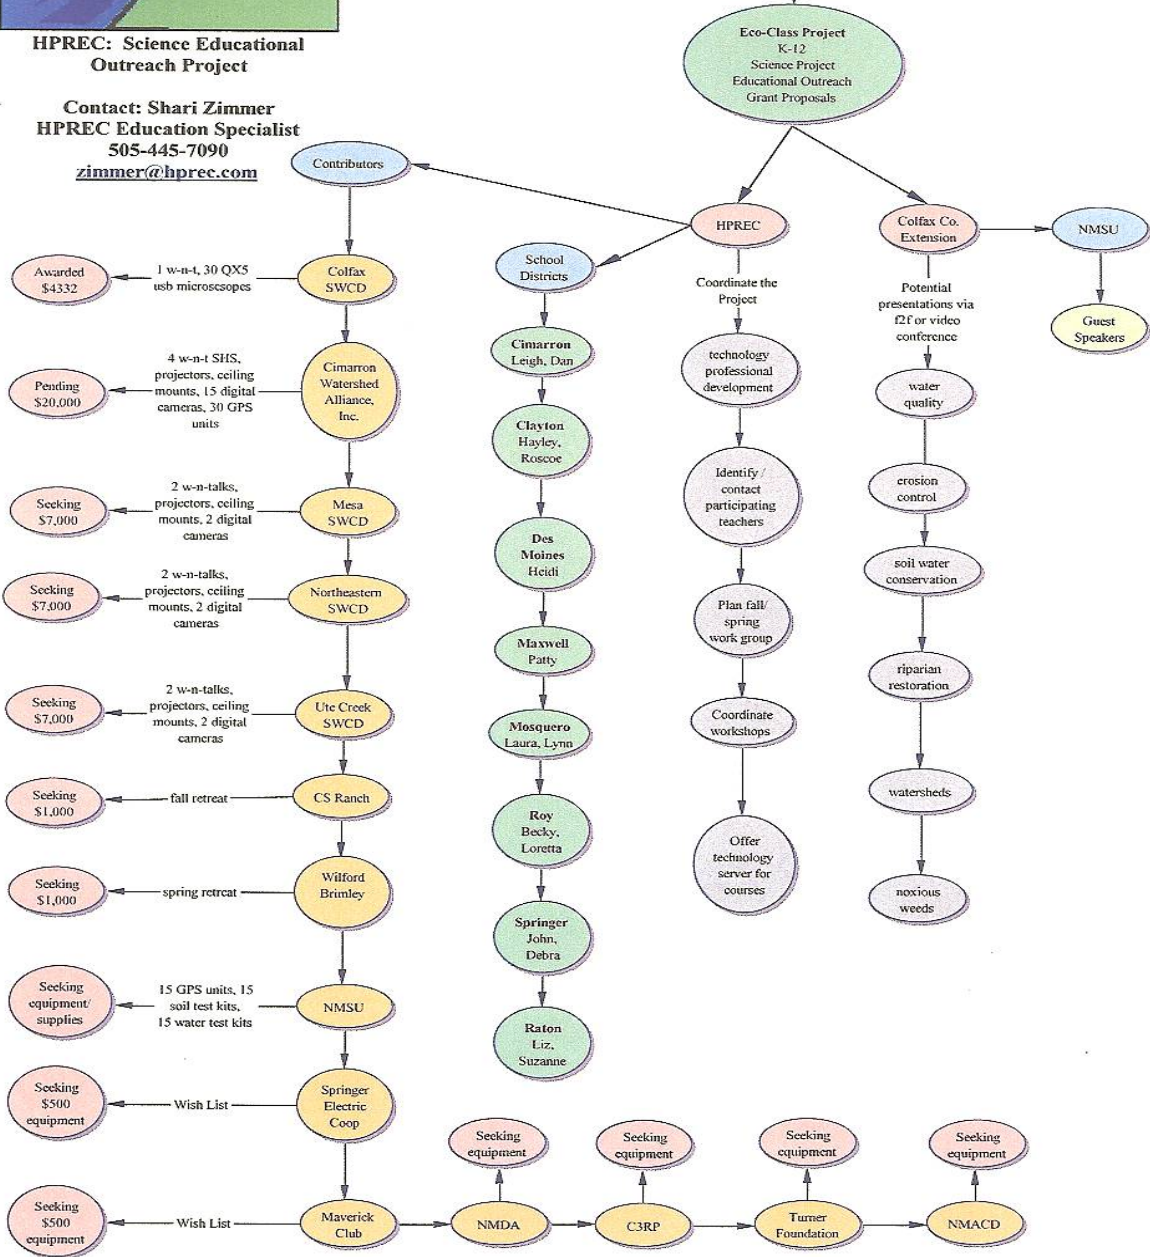 HPREC: Science Educational
Outreach Project
Contact: Shari Zimmer
HPREC Education Specialist
505-445-7090
zimmer@hprec.com
Eco-Class Project
K-12
Science Project
Educational Outreach
Grant Proposals
Contributors
HPREC
Colfax Co.
Extension
NMSU
Guest
Speakers
Awarded
$4332
1 w-n-t, 30 QX5
usb microscsopes
Colfax
SWCD
Pending
$20,000
4 w-n-t SHS,
projectors, ceiling
mounts, 15 digital
cameras, 30 GPS
units
Cimarron
Watershed
Alliance,
Inc.
Seeking
$7,000
2 w-n-talks,
projectors, ceiling
mounts, 2 digital
cameras
Mesa
SWCD
Seeking
$7,000
2 w-n-talks,
projectors, ceiling
mounts, 2 digital
cameras
Northeastern
SWCD
Seeking
$7,000
2 w-n-talks,
projectors, ceiling
mounts, 2 digital
cameras
Ute Creek
SWCD
Seeking
$1,000
fall retreat
CS Ranch
Seeking
$1,000
spring retreat
Wilford
Brimley
Seeking
equipment/
supplies
15 GPS units, 15
soil test kits,
15 water test kits
NMSU
Seeking
$500
equipment
Wish List
Springer
Electric
Coop
Seeking
$500
equipment
Wish List
Maverick
Club
Seeking
equipment
NMDA
Seeking
equipment
C3RP
Seeking
equipment
Turner
Foundation
Seeking
equipment
NMACD
School
Districts
Cimarron
Leigh, Dan
Clayton
Hayley,
Roscoe
Des
Moines
Heidi
Maxwell
Patty
Mosquero
Laura, Lynn
Roy
Becky,
Loretta
Springer
John,
Debra
Raton
Liz,
Suzanne
Coordinate the
Project
technology
professional
development
Identify /
contact
participating
teachers
Plan fall/
spring
work group
Coordinate
workshops
Offer
technology
server for
courses
Potential
presentations via
f2f or video
conference
water
quality
erosion
control
soil water
conservation
riparian
restoration
watersheds
noxious
weeds